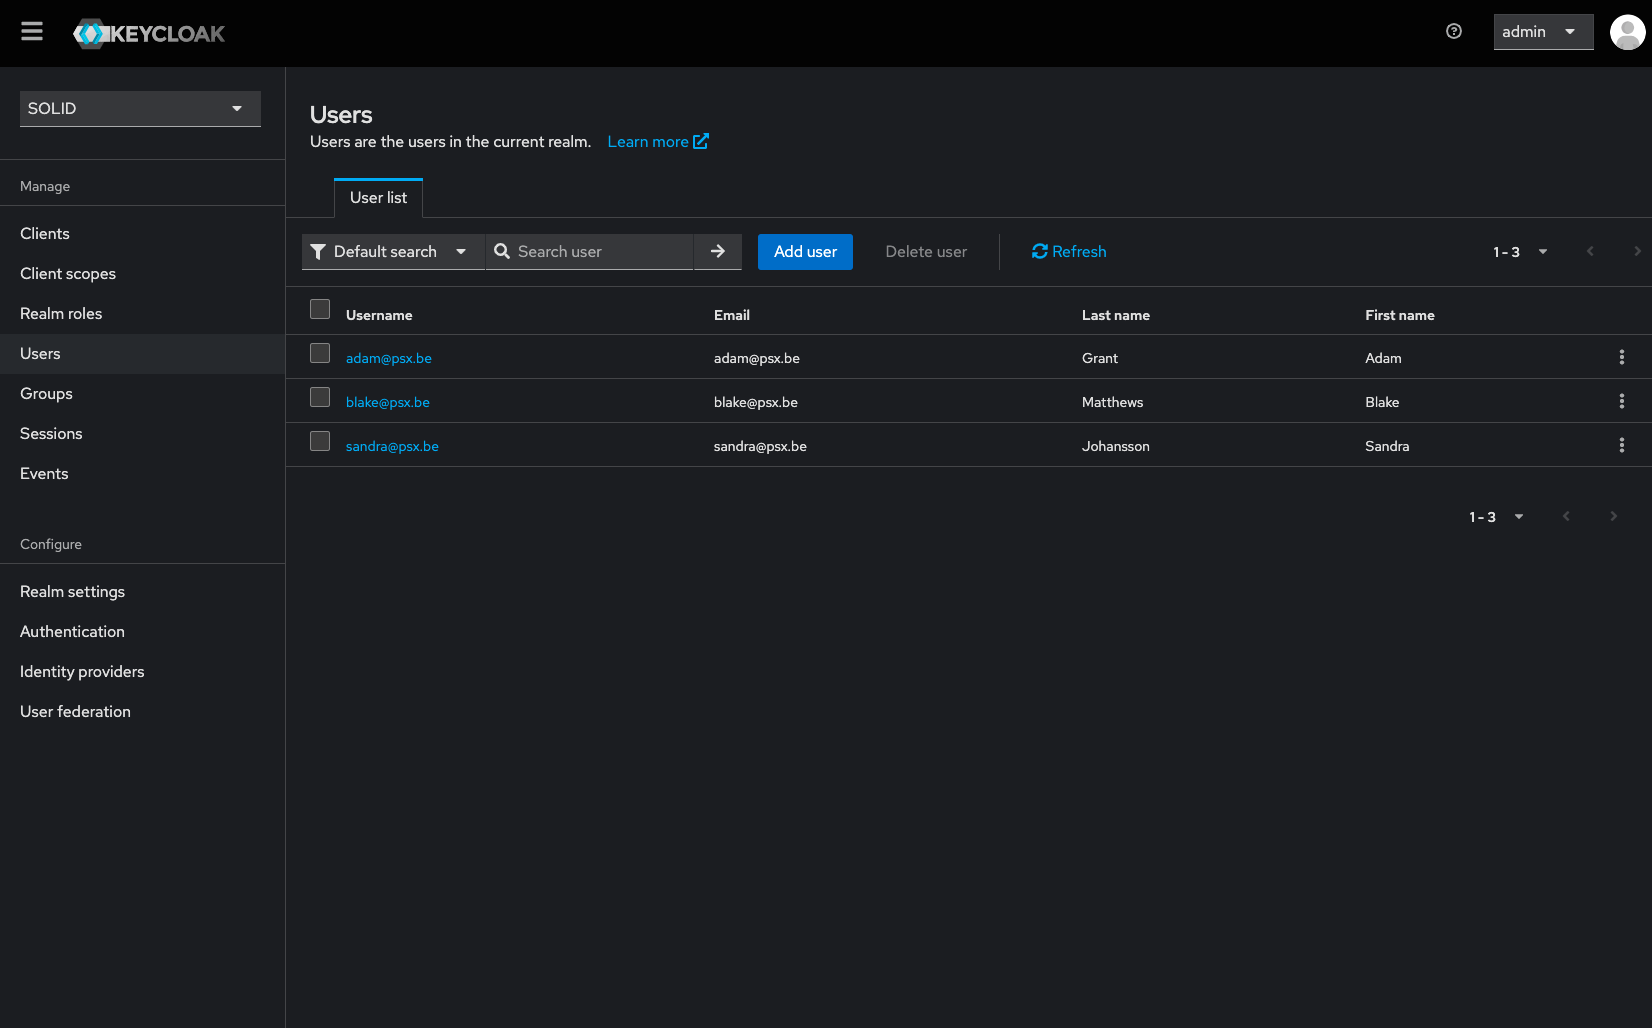 KEYCLOAK
admin
SOLID
Manage
Clients
Client scopes
Realm roles
Users
Groups
Sessions
Events
Configure
Realm settings
Authentication
Identity providers
User federation
Users
Users are the users in the current realm. Learn more
User list
Default search Search user Add user Delete user Refresh 1 - 3
Username Email Last name First name
adam@psx.be adam@psx.be Grant Adam
blake@psx.be blake@psx.be Matthews Blake
sandra@psx.be sandra@psx.be Johansson Sandra
1 - 3